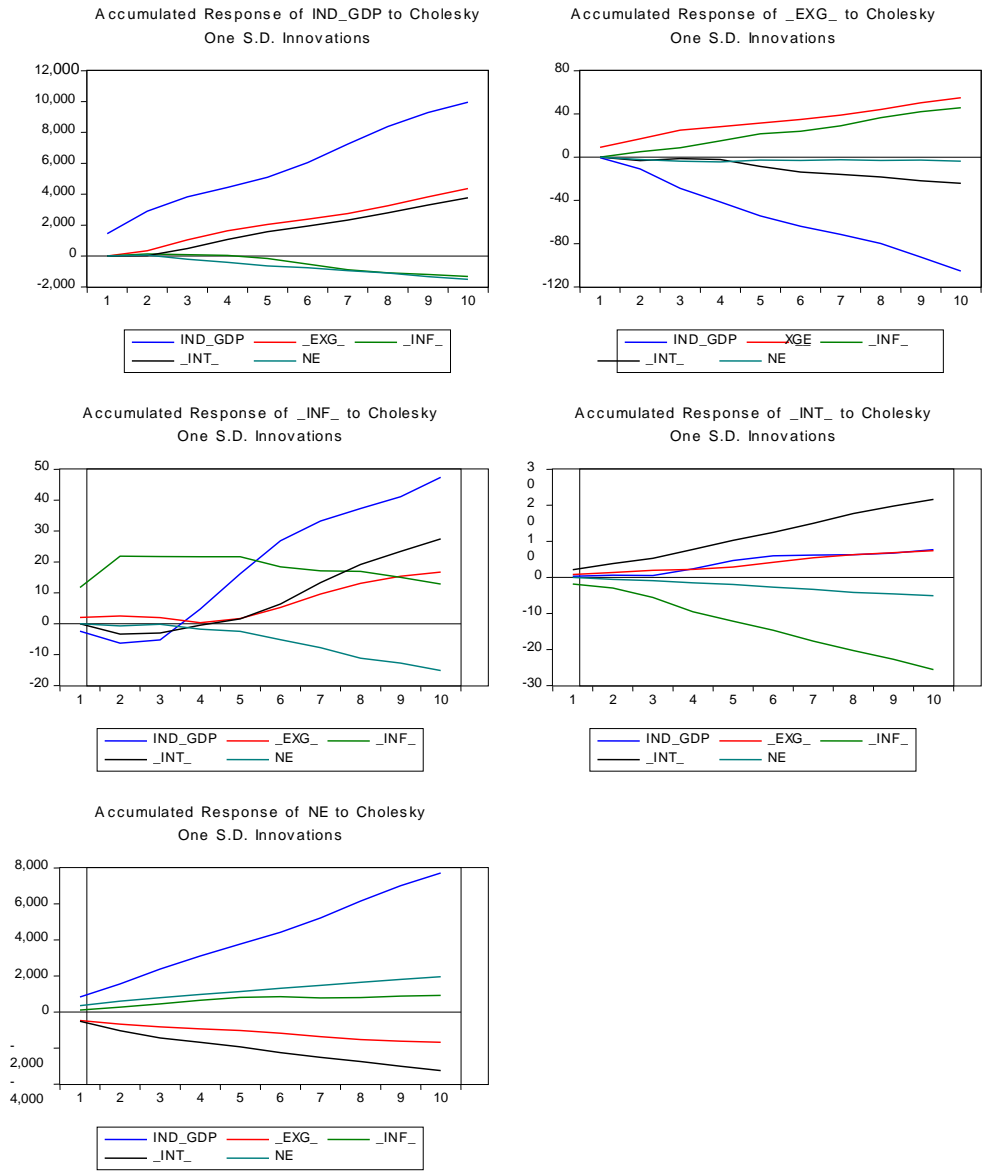 Accumulated Response of IND_GDP to Cholesky
One S.D. Innovations
12,000
10,000
8,000
6,000
4,000
2,000
0
-2,000
1 2 3 4 5 6 7 8 9 10
IND_GDP _EXG_ _INF_
_INT_ NE
Accumulated Response of _EXG_ to Cholesky
One S.D. Innovations
80
40
0
-40
-80
-120
1 2 3 4 5 6 7 8 9 10
IND_GDP XGE _INF_
_INT_ NE
Accumulated Response of _INF_ to Cholesky
One S.D. Innovations
50
40
30
20
10
0
-10
-20
1 2 3 4 5 6 7 8 9 10
IND_GDP _EXG_ _INF_
_INT_ NE
Accumulated Response of _INT_ to Cholesky
One S.D. Innovations
3
0
2
0
1
0
0
-10
-20
-30
1 2 3 4 5 6 7 8 9 10
IND_GDP _EXG_ _INF_
_INT_ NE
Accumulated Response of NE to Cholesky
One S.D. Innovations
8,000
6,000
4,000
2,000
0
-
2,000
-
4,000
1 2 3 4 5 6 7 8 9 10
IND_GDP _EXG_ _INF_
_INT_ NE